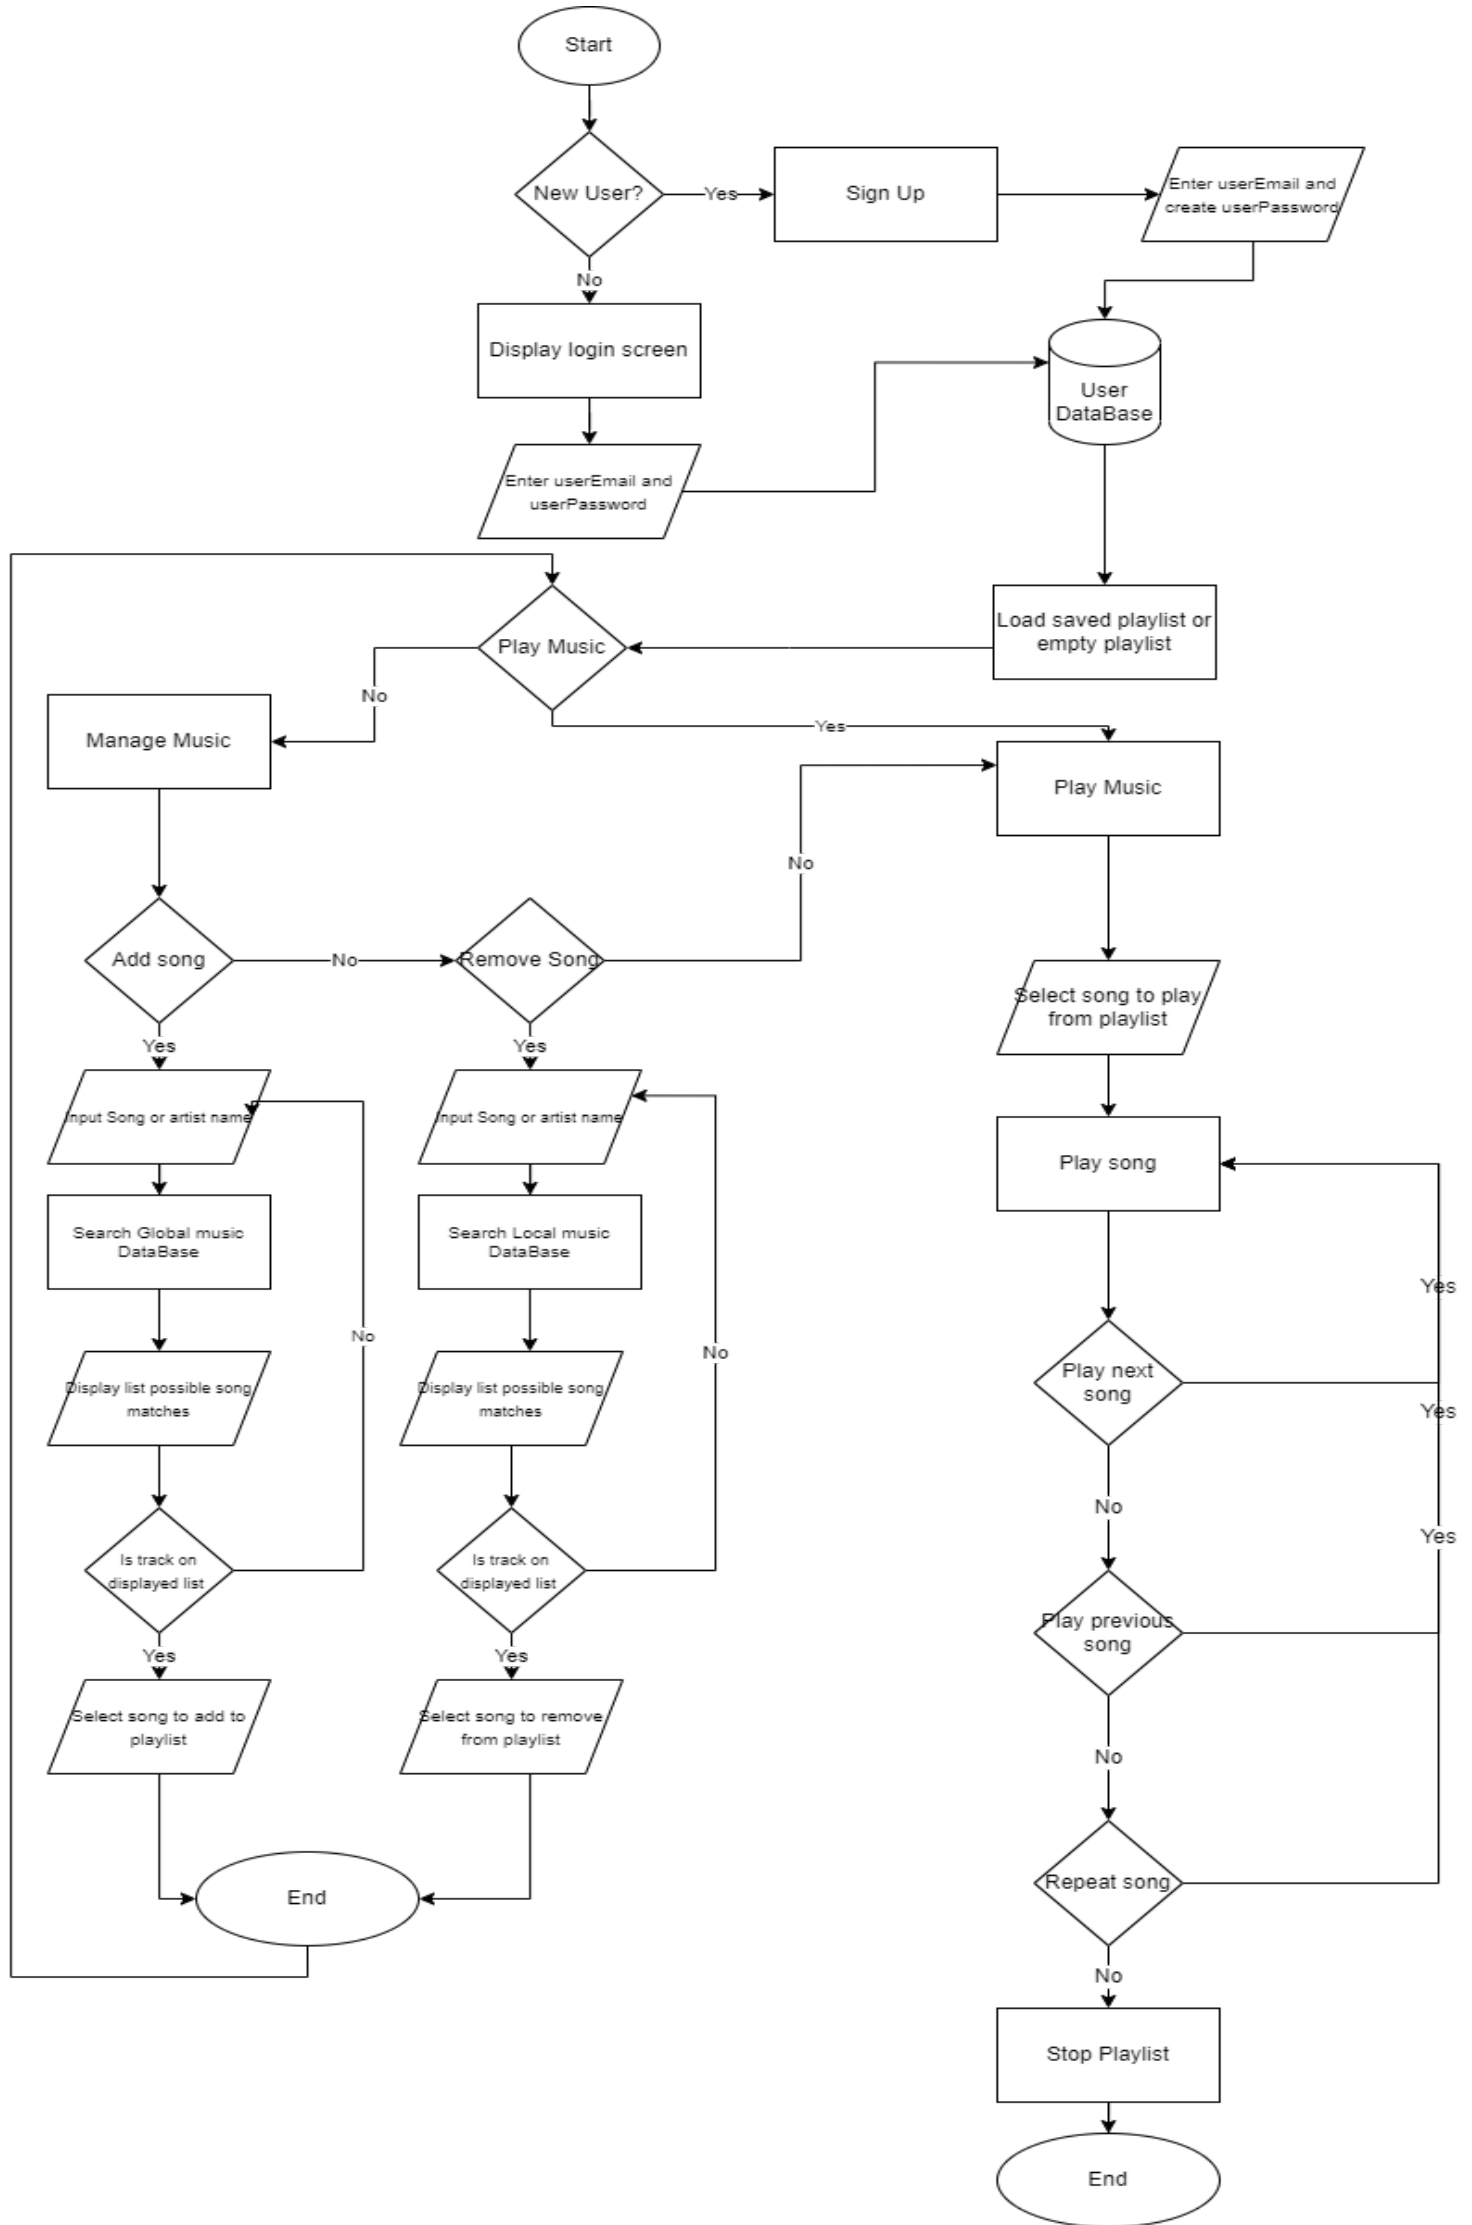 Start
New User?
Yes
Sign Up
Enter userEmail and
create userPassword
No
Display login screen
User
DataBase
Enter userEmail and
userPassword
Load saved playlist or
empty playlist
Play Music
No
Yes
Manage Music
Play Music
No
Add song
No
Remove Song
Select song to play
from playlist
Yes
Yes
Input Song or artist name
Input Song or artist name
Play song
Search Global music
DataBase
Search Local music
DataBase
Yes
No
No
Play next
song
Display list possible song
matches
Display list possible song
matches
Yes
No
Yes
Is track on
displayed list
Is track on
displayed list
Play previous
song
Yes
Yes
Select song to add to
playlist
Select song to remove
from playlist
No
Repeat song
End
No
Stop Playlist
End